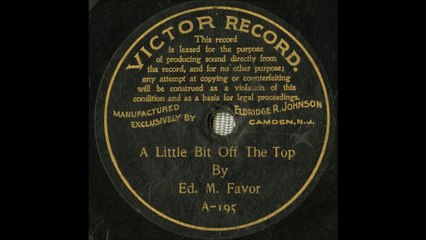 VICTOR RECORD.
This record
is leased for the purpose
of producing sound directly from
the record, and for no other purpose;
any attempt at copying or counterfeiting
will be construed as a violation of this
condition and as a basis for legal proceedings.
MANUFACTURED
EXCLUSIVELY BY
ELDRIDGE R. JOHNSON
CAMDEN, N.J.
A Little Bit Off The Top
By
Ed. M. Favor
A-195